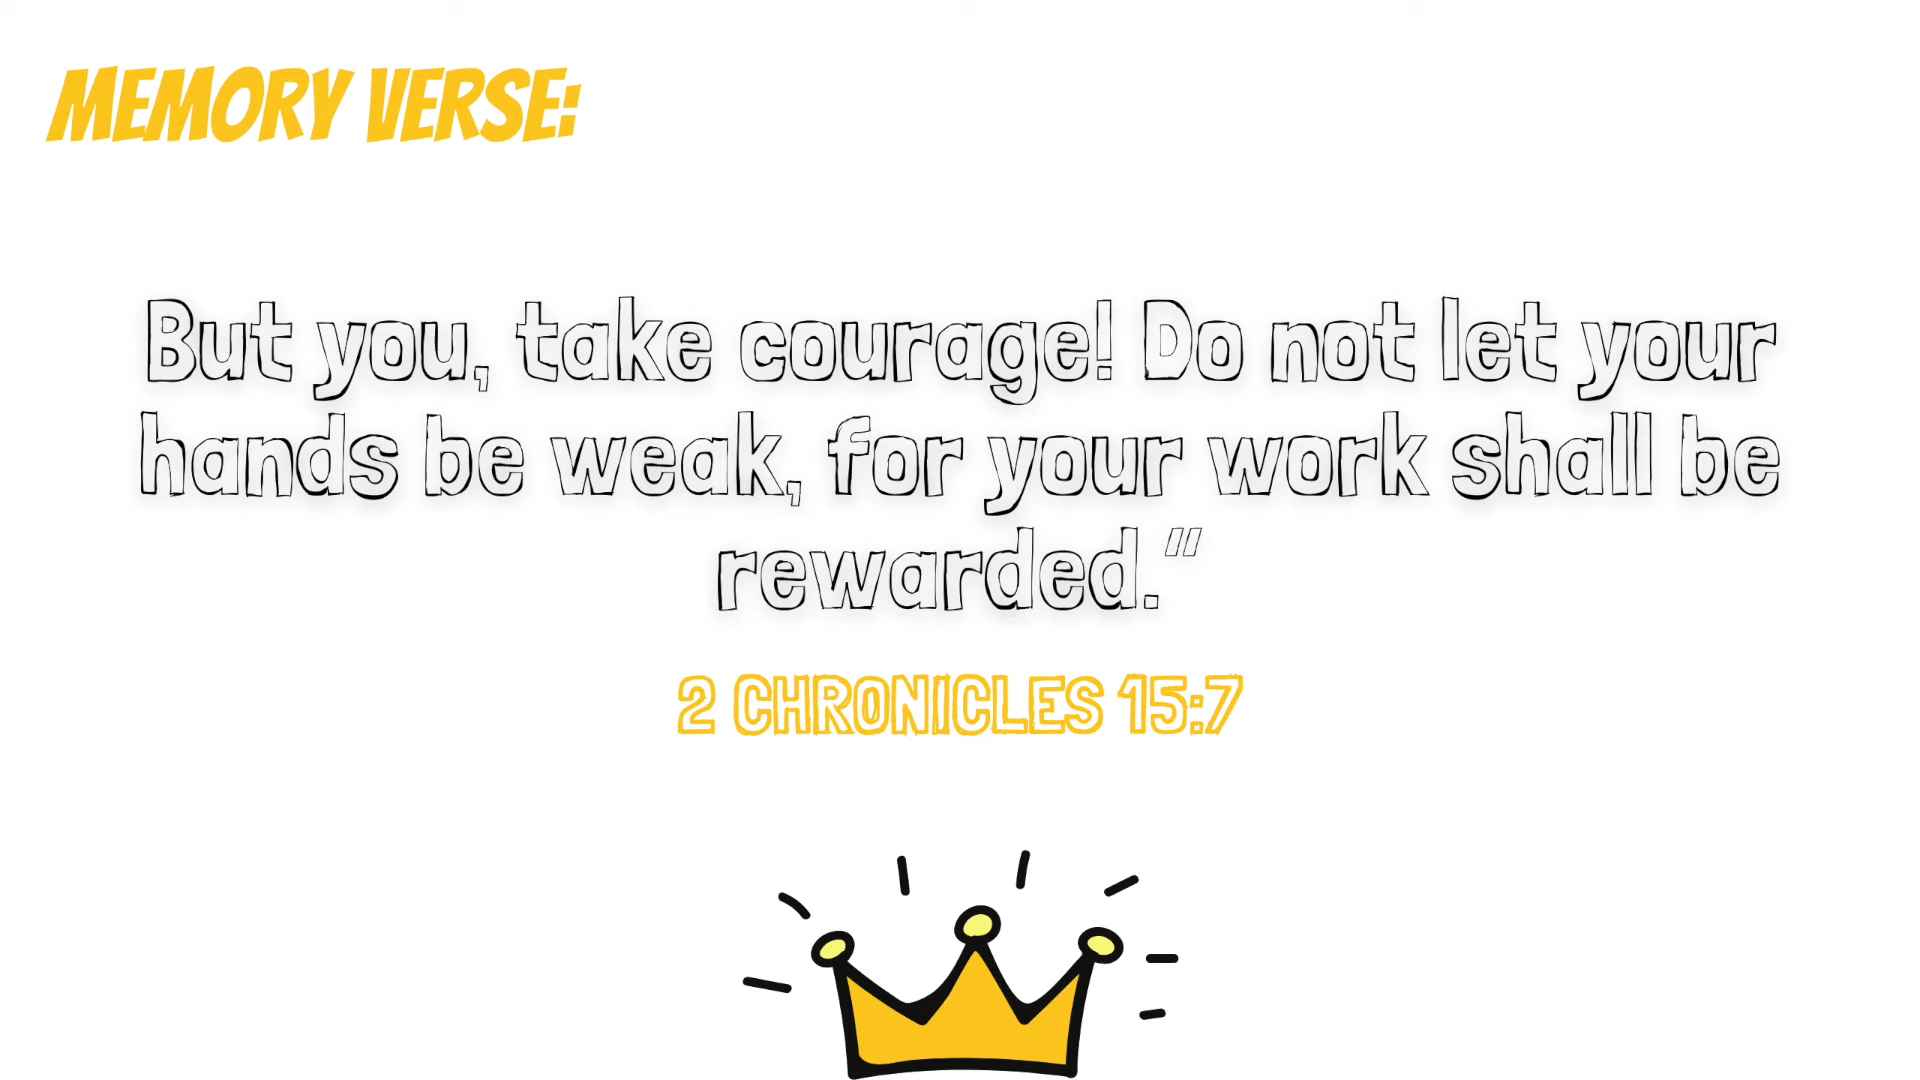 MEMORY VERSE:
But you, take courage! Do not let your
hands be weak, for your work shall be
rewarded.”
2 CHRONICLES 15:7